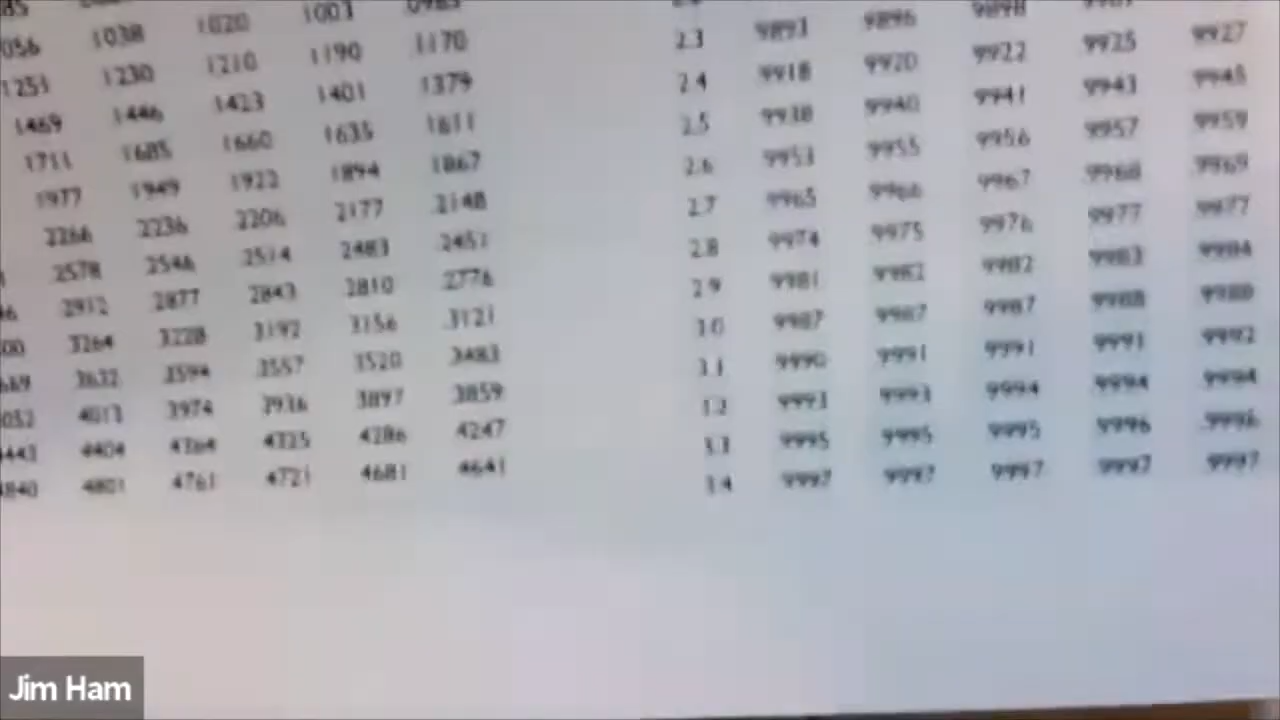 1038 1020 1003
1251 1230 1210 1190 1170
1469 1446 1423 1401 1379
1711 1685 1660 1635 1611
1977 1949 1922 1894 1867
2266 2236 2206 2177 2148
2578 2546 2514 2483 2451
2912 2877 2843 2810 2776
3264 3228 3192 3156 3121
3632 3594 3557 3520 3483
4013 3974 3936 3897 3859
4404 4364 4325 4286 4247
4801 4761 4721 4681 4641
2.3 9893 9896 9898
2.4 9918 9920 9922 9925 9927
2.5 9938 9940 9941 9943 9945
2.6 9953 9955 9956 9957 9959
2.7 9965 9966 9967 9968 9969
2.8 9974 9975 9976 9977 9977
2.9 9981 9982 9982 9983 9984
3.0 9987 9987 9987 9988 9988
3.1 9990 9991 9991 9991 9992
3.2 9993 9993 9994 9994 9994
3.3 9995 9995 9995 9996 9996
3.4 9997 9997 9997 9997 9997
Jim Ham